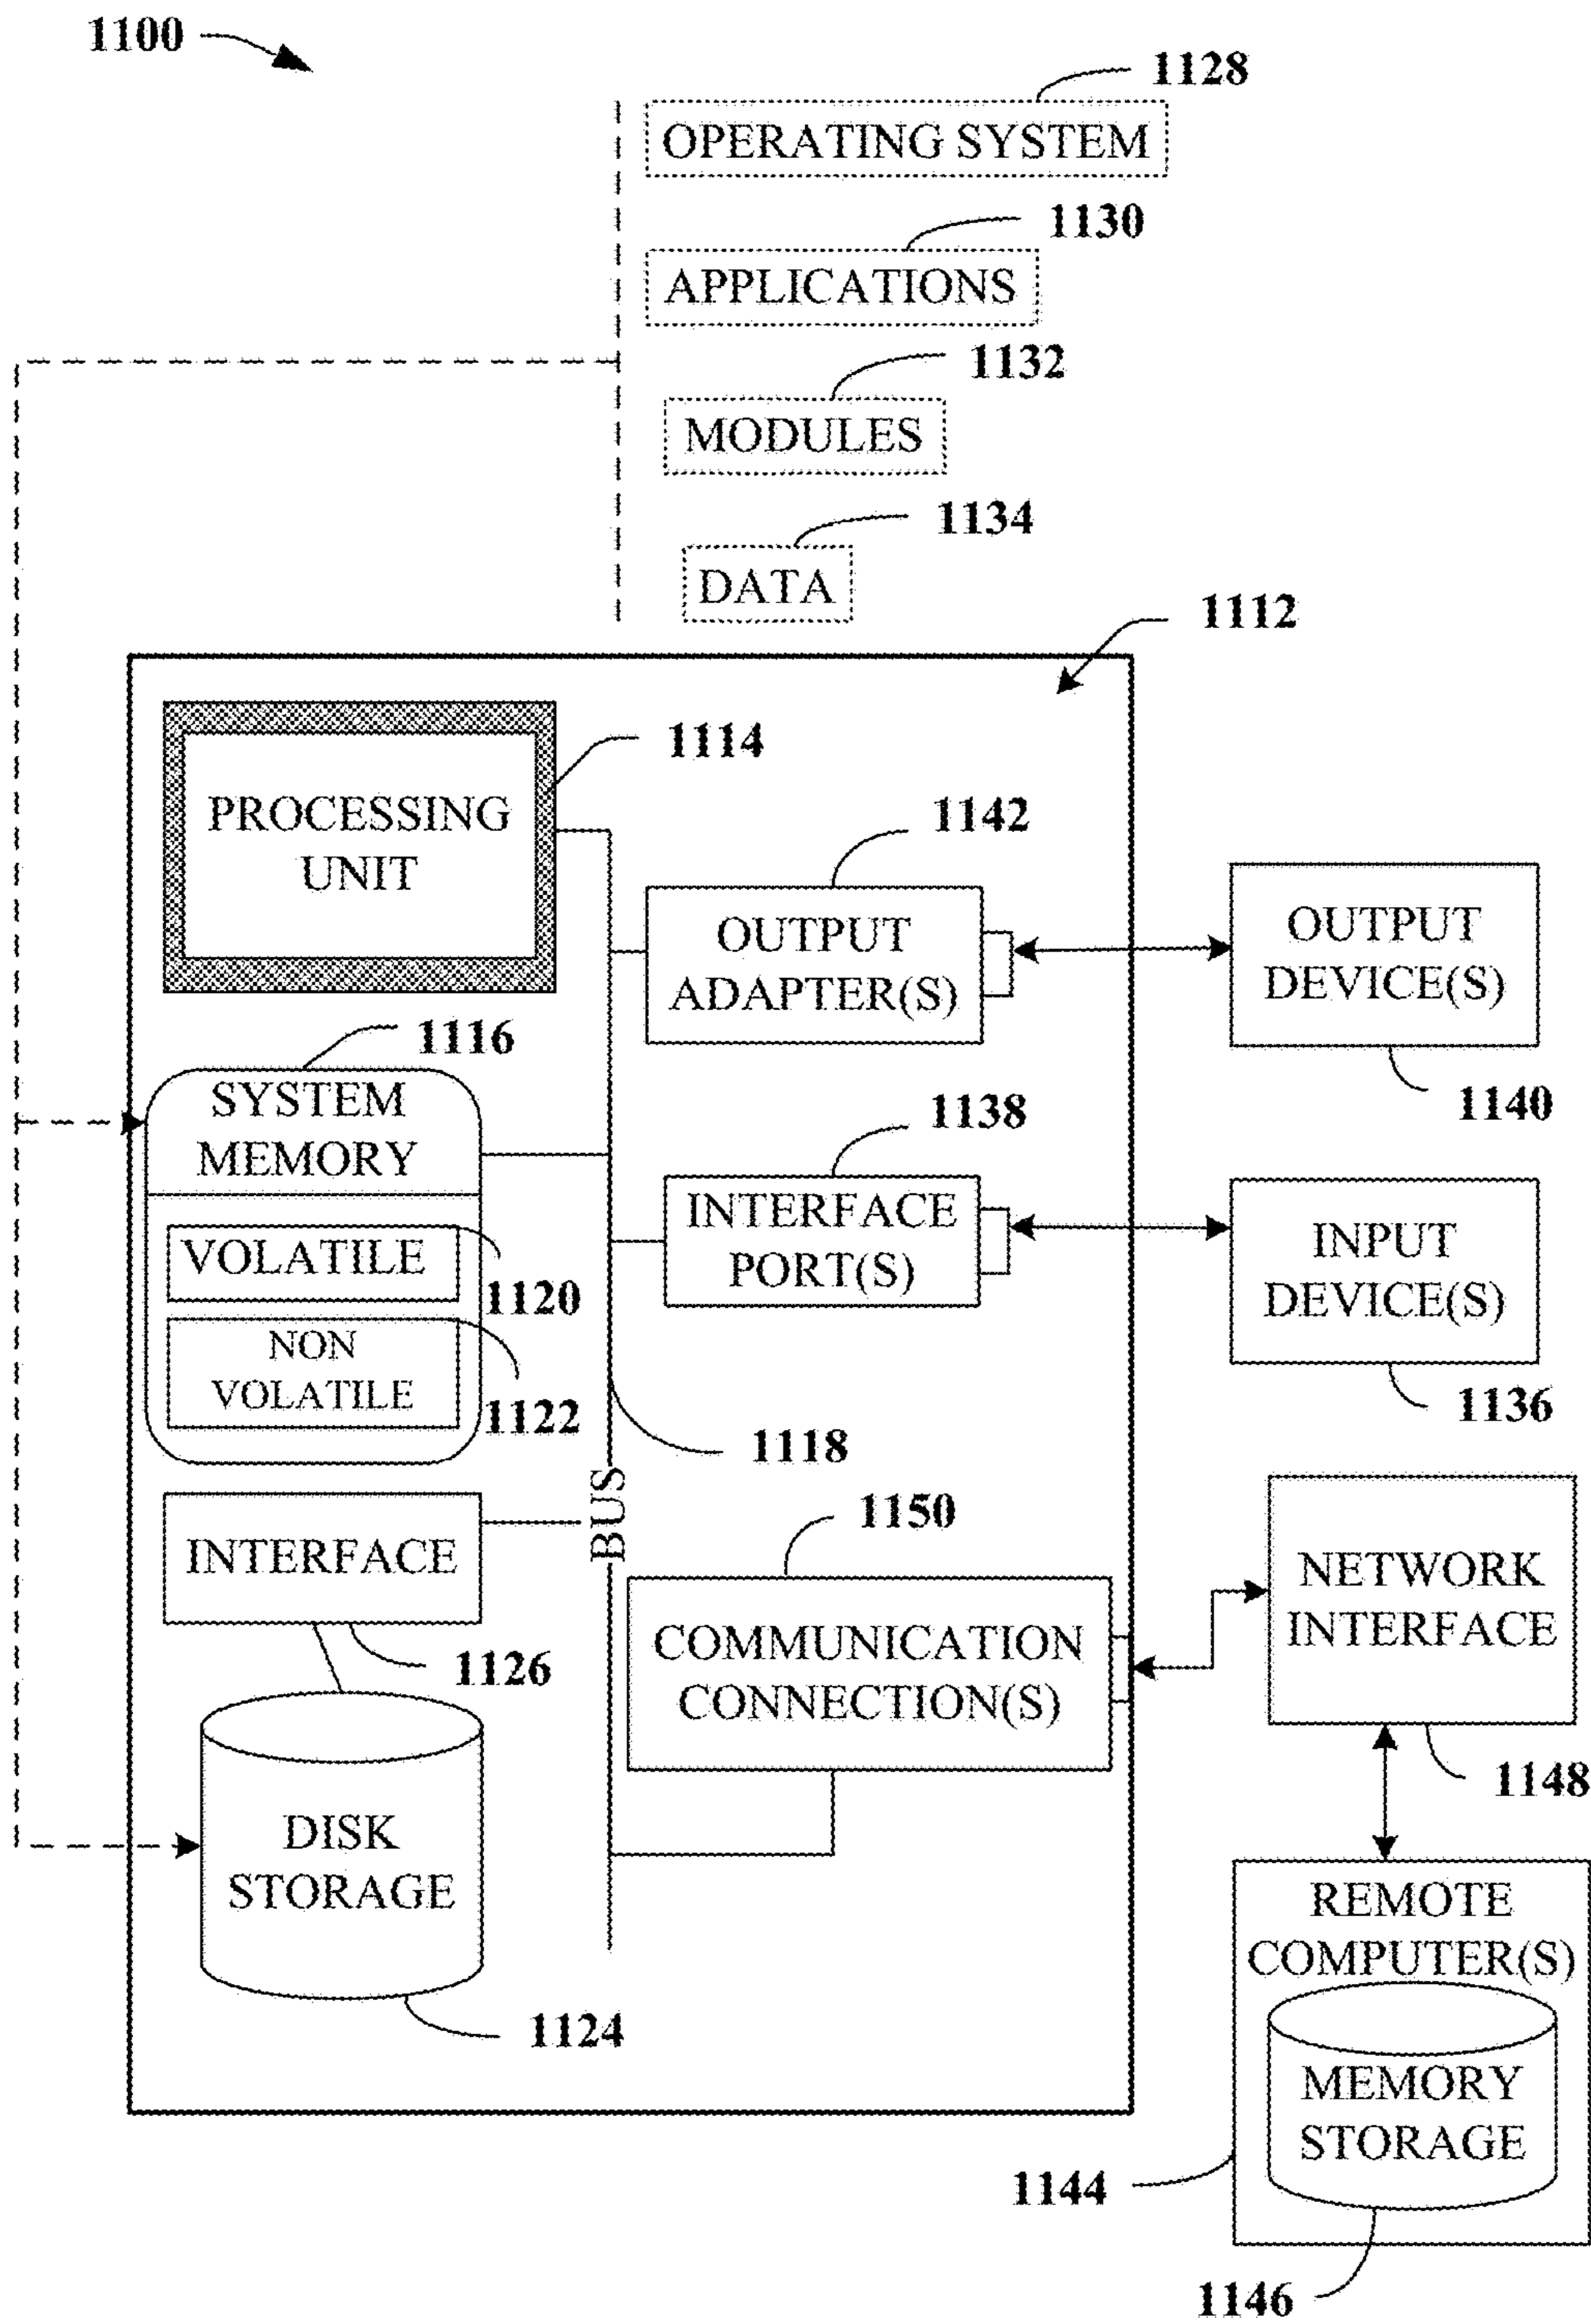 1100
1128
OPERATING SYSTEM
1130
APPLICATIONS
1132
MODULES
1134
DATA
1112
1114
PROCESSING
UNIT
1142
OUTPUT
ADAPTER(S)
OUTPUT
DEVICE(S)
1140
1116
SYSTEM
MEMORY
VOLATILE
1120
NON
VOLATILE
1122
1138
INTERFACE
PORT(S)
INPUT
DEVICE(S)
1136
1118
BUS
INTERFACE
1126
1150
COMMUNICATION
CONNECTION(S)
NETWORK
INTERFACE
1148
DISK
STORAGE
1124
REMOTE
COMPUTER(S)
MEMORY
STORAGE
1144
1146